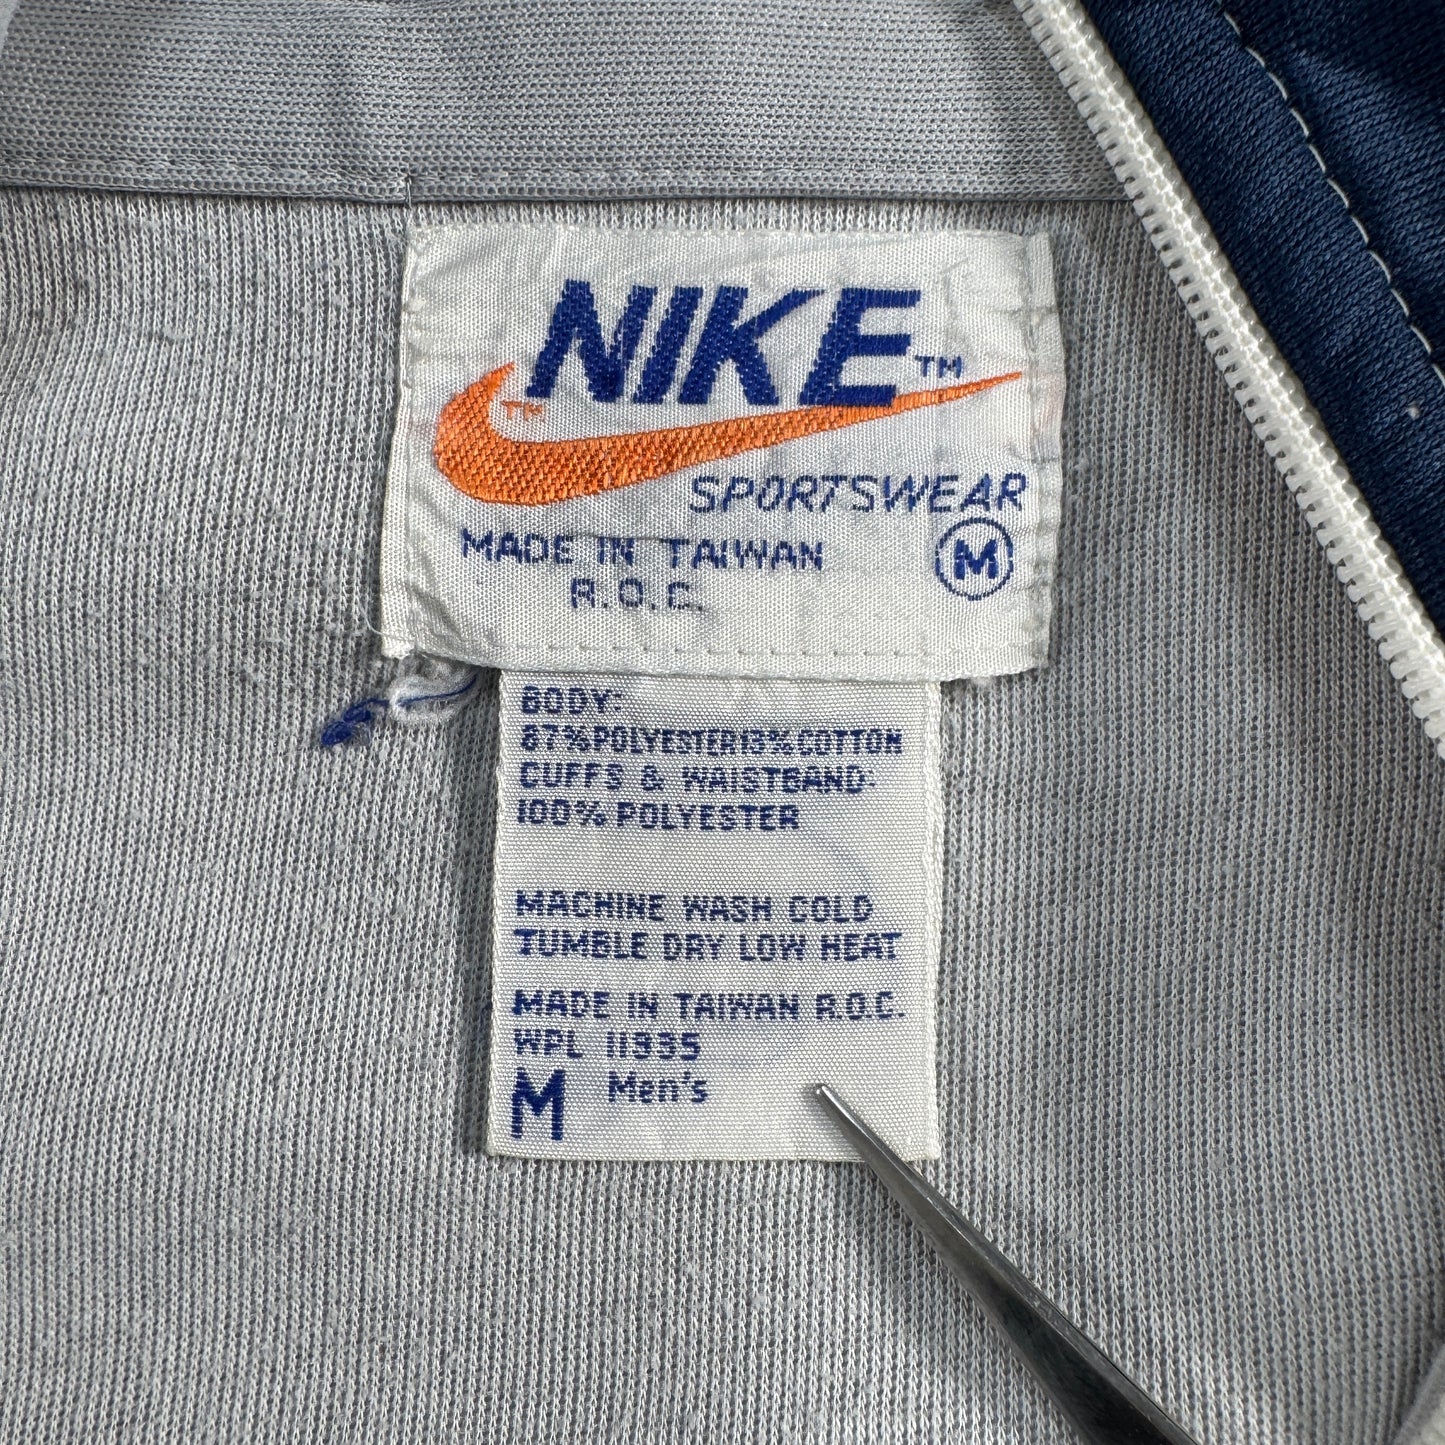 NIKE™
™
SPORTSWEAR
MADE IN TAIWAN
R.O.C.
M
BODY:
87%POLYESTER13%COTTON
CUFFS & WAISTBAND:
100% POLYESTER
MACHINE WASH COLD
TUMBLE DRY LOW HEAT
MADE IN TAIWAN R.O.C.
WPL 11935
M Men's